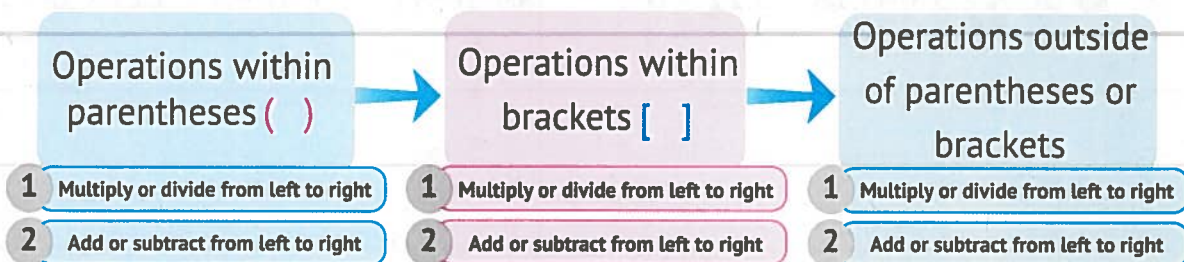 Operations within
parentheses ( )
1 Multiply or divide from left to right
2 Add or subtract from left to right
Operations within
brackets [ ]
1 Multiply or divide from left to right
2 Add or subtract from left to right
Operations outside
of parentheses or
brackets
1 Multiply or divide from left to right
2 Add or subtract from left to right